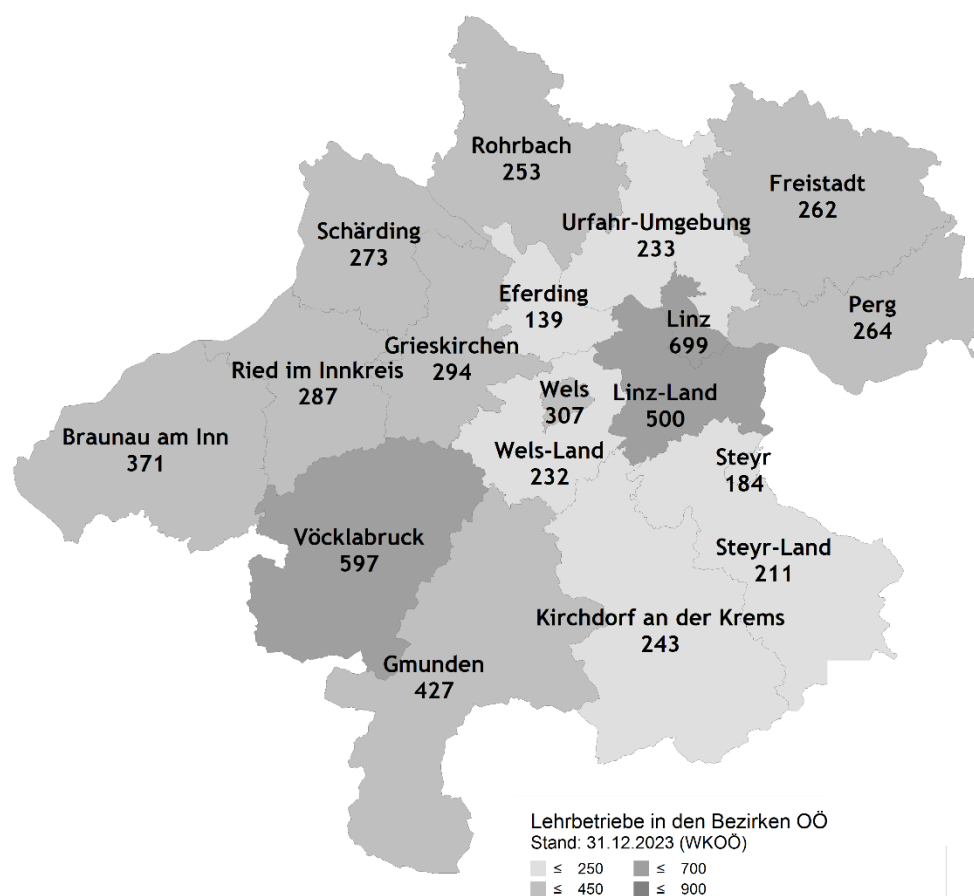 Rohrbach
253
Freistadt
262
Schärding
273
Urfahr-Umgebung
233
Eferding
139
Perg
264
Linz
699
Grieskirchen
294
Ried im Innkreis
287
Wels
307
Linz-Land
500
Braunau am Inn
371
Wels-Land
232
Steyr
184
Vöcklabruck
597
Steyr-Land
211
Kirchdorf an der Krems
243
Gmunden
427
Lehrbetriebe in den Bezirken OÖ
Stand: 31.12.2023 (WKOÖ)
≤ 250 ≤ 700
≤ 450 ≤ 900